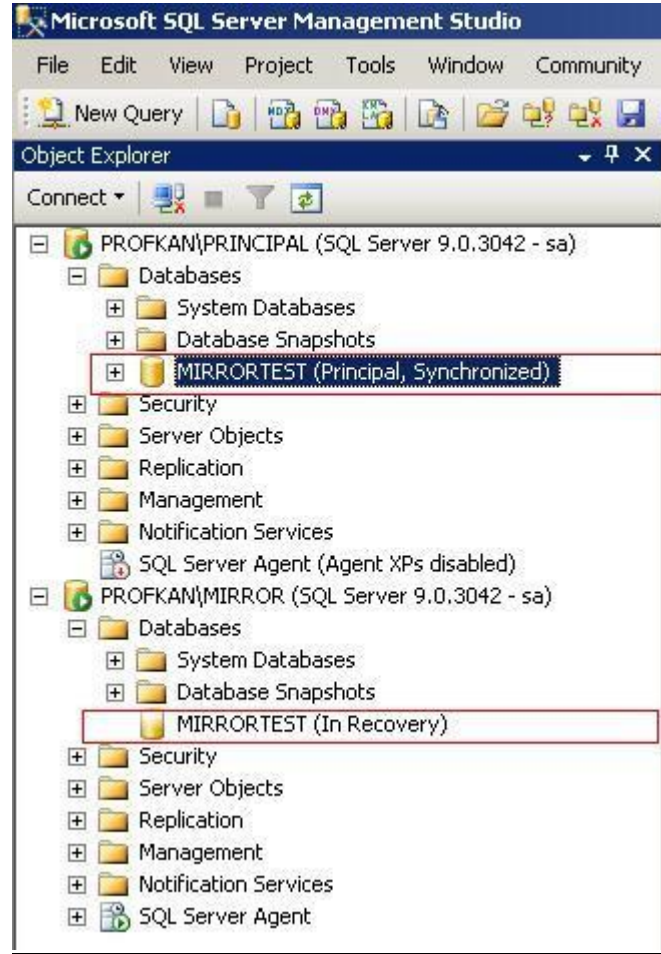 Microsoft SQL Server Management Studio
File Edit View Project Tools Window Community
New Query
Object Explorer
Connect
PROFKAN\PRINCIPAL (SQL Server 9.0.3042 - sa)
Databases
System Databases
Database Snapshots
MIRRORTEST (Principal, Synchronized)
Security
Server Objects
Replication
Management
Notification Services
SQL Server Agent (Agent XPs disabled)
PROFKAN\MIRROR (SQL Server 9.0.3042 - sa)
Databases
System Databases
Database Snapshots
MIRRORTEST (In Recovery)
Security
Server Objects
Replication
Management
Notification Services
SQL Server Agent